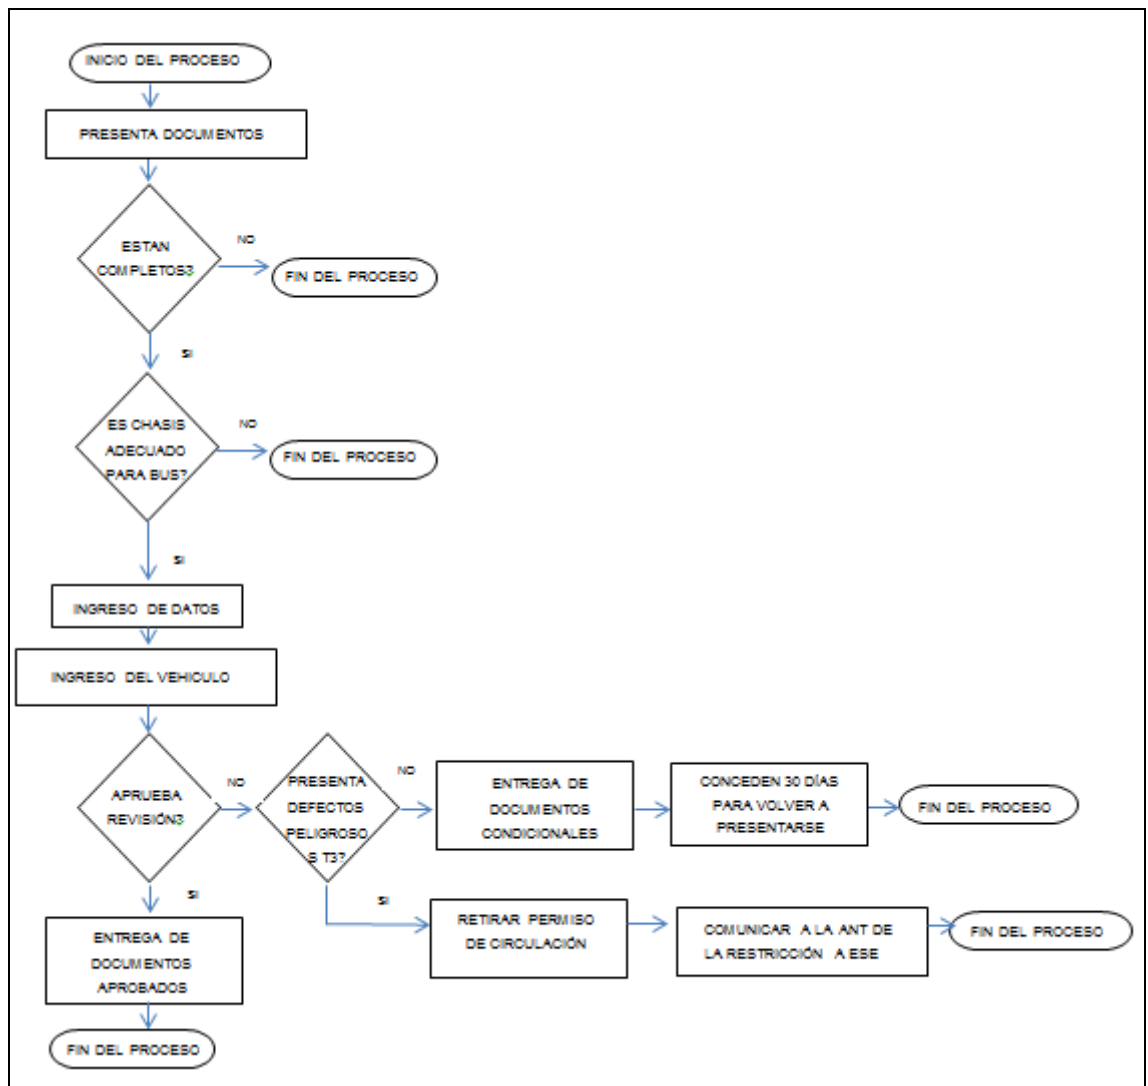 INICIO DEL PROCESO
PRESENTA DOCUMENTOS
ESTAN
COMPLETOS?
NO
FIN DEL PROCESO
SI
ES CHASIS
ADECUADO
PARA BUS?
NO
FIN DEL PROCESO
SI
INGRESO DE DATOS
INGRESO DEL VEHICULO
APRUEBA
REVISIÓN?
NO
PRESENTA
DEFECTOS
PELIGROSO
S T3?
NO
ENTREGA DE
DOCUMENTOS
CONDICIONALES
CONCEDEN 30 DÍAS
PARA VOLVER A
PRESENTARSE
FIN DEL PROCESO
SI
RETIRAR PERMISO
DE CIRCULACIÓN
COMUNICAR A LA ANT DE
LA RESTRICCIÓN A ESE
FIN DEL PROCESO
SI
ENTREGA DE
DOCUMENTOS
APROBADOS
FIN DEL PROCESO